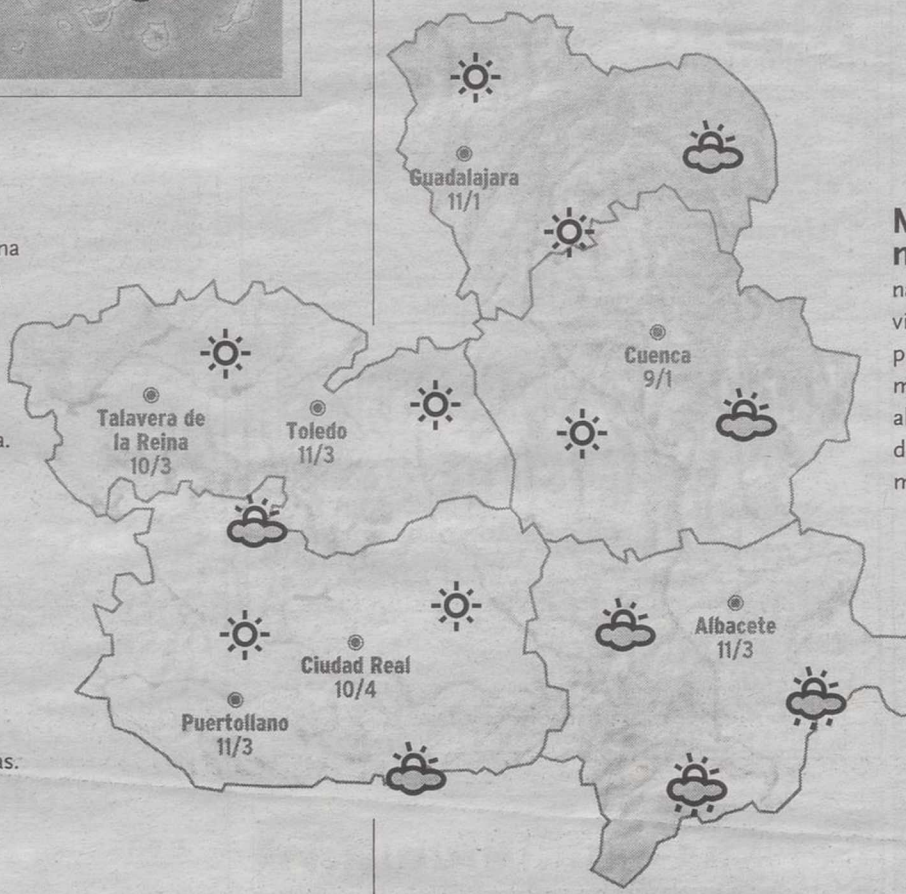 Guadalajara
11/1
Cuenca
9/1
Talavera de
la Reina
10/3
Toledo
11/3
Ciudad Real
10/4
Puertollano
11/3
Albacete
11/3